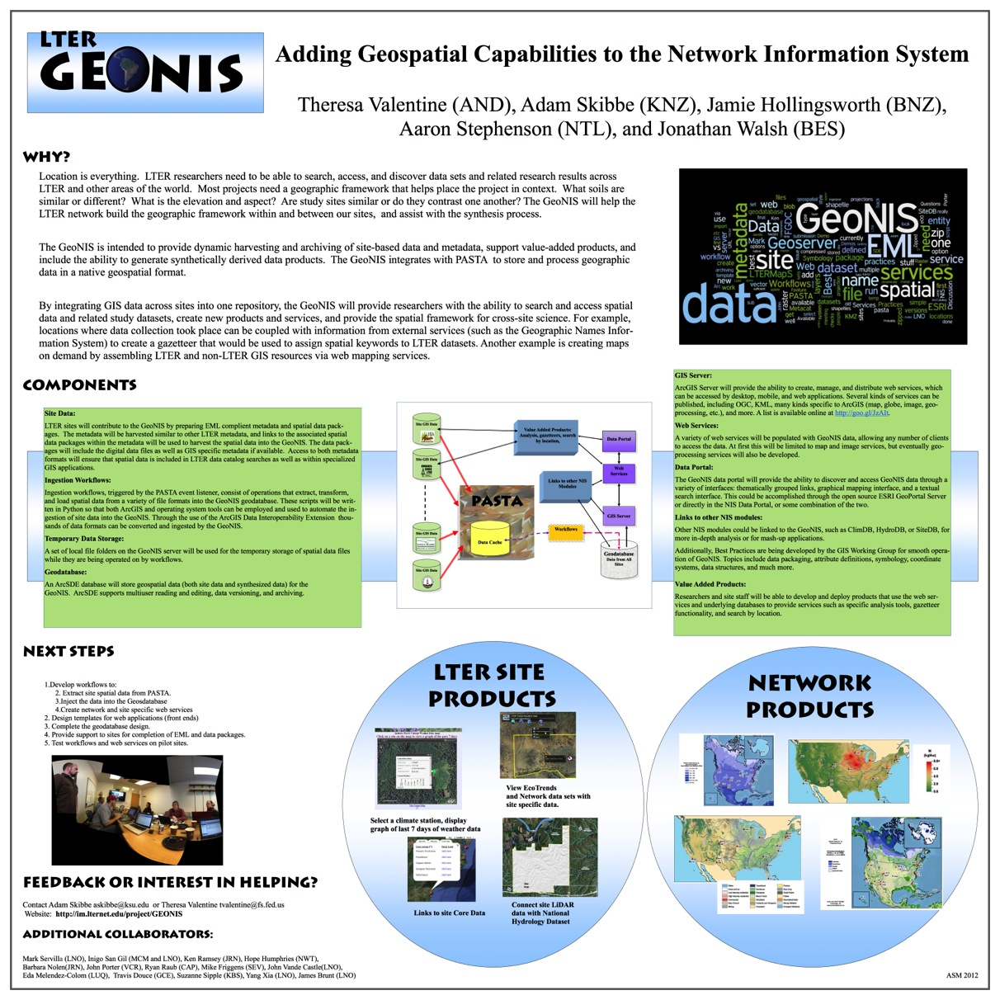 LTER
GEONIS
Adding Geospatial Capabilities to the Network Information System
Theresa Valentine (AND), Adam Skibbe (KNZ), Jamie Hollingsworth (BNZ),
Aaron Stephenson (NTL), and Jonathan Walsh (BES)
WHY?
Location is everything.  LTER researchers need to be able to search, access, and discover data sets and related research results across
LTER and other areas of the world.  Most projects need a geographic framework that helps place the project in context.  What soils are
similar or different?  What is the elevation and aspect?  Are study sites similar or do they contrast one another? The GeoNIS will help the
LTER network build the geographic framework within and between our sites,  and assist with the synthesis process.
The GeoNIS is intended to provide dynamic harvesting and archiving of site-based data and metadata, support value-added products, and
include the ability to generate synthetically derived data products.  The GeoNIS integrates with PASTA  to store and process geographic
data in a native geospatial format.
By integrating GIS data across sites into one repository, the GeoNIS will provide researchers with the ability to search and access spatial
data and related study datasets, create new products and services, and provide the spatial framework for cross-site science. For example,
locations where data collection took place can be coupled with information from external services (such as the Geographic Names Infor-
mation System) to create a gazetteer that would be used to assign spatial keywords to LTER datasets. Another example is creating maps
on demand by assembling LTER and non-LTER GIS resources via web mapping services.
GeoNIS
EML
data
metadata
Data
site
Geoserver
services
spatial
name
file
dataset
Workflows
LTERMapS
web
need
zip
entity
service
ESRI
PASTA
COMPONENTS
Site Data:
LTER sites will contribute to the GeoNIS by preparing EML complient metadata and spatial data pack-
ages.  The metadata will be harvested similar to other LTER metadata, and links to the associated spatial
data packages within the metadata will be used to harvest the spatial data into the GeoNIS. The data pack-
ages will include the digital data files as well as GIS specific metadata if available.  Access to both metadata
formats will ensure that spatial data is included in LTER data catalog searches as well as within specialized
GIS applications.
Ingestion Workflows:
Ingestion workflows, triggered by the PASTA event listener, consist of operations that extract, transform,
and load spatial data from a variety of file formats into the GeoNIS geodatabase. These scripts will be writ-
ten in Python so that both ArcGIS and operating system tools can be employed and used to automate the in-
gestion of site data into the GeoNIS. Through the use of the ArcGIS Data Interoperability Extension  thou-
sands of data formats can be converted and ingested by the GeoNIS.
Temporary Data Storage:
A set of local file folders on the GeoNIS server will be used for the temporary storage of spatial data files
while they are being operated on by workflows.
Geodatabase:
An ArcSDE database will store geospatial data (both site data and synthesized data) for the
GeoNIS.  ArcSDE supports multiuser reading and editing, data versioning, and archiving.
Site GIS Data
Site GIS Data
Site GIS Data
Site GIS Data
PASTA
Data Cache
Value Added Products:
Analysis, gazetteers, search
by location,
Links to other NIS
Modules
Workflows
Data Portal
Web
Services
GIS Server
Geodatabase
Data from All
Sites
GIS Server:
ArcGIS Server will provide the ability to create, manage, and distribute web services, which
can be accessed by desktop, mobile, and web applications. Several kinds of services can be
published, including OGC, KML, many kinds specific to ArcGIS (map, globe, image, geo-
processing, etc.), and more. A list is available online at http://goo.gl/JzAIt.
Web Services:
A variety of web services will be populated with GeoNIS data, allowing any number of clients
to access the data. At first this will be limited to map and image services, but eventually geo-
processing services will also be developed.
Data Portal:
The GeoNIS data portal will provide the ability to discover and access GeoNIS data through a
variety of interfaces: thematically grouped links, graphical mapping interface, and a textual
search interface. This could be accomplished through the open source ESRI GeoPortal Server
or directly in the NIS Data Portal, or some combination of the two.
Links to other NIS modules:
Other NIS modules could be linked to the GeoNIS, such as ClimDB, HydroDB, or SiteDB, for
more in-depth analysis or for mash-up applications.
Additionally, Best Practices are being developed by the GIS Working Group for smooth opera-
tion of GeoNIS. Topics include data packaging, attribute definitions, symbology, coordinate
systems, data structures, and much more.
Value Added Products:
Researchers and site staff will be able to develop and deploy products that use the web ser-
vices and underlying databases to provide services such as specific analysis tools, gazetteer
functionality, and search by location.
NEXT STEPS
1.Develop workflows to:
2. Extract site spatial data from PASTA.
3.Inject the data into the Geosdatabase
4.Create network and site specific web services
2. Design templates for web applications (front ends)
3. Complete the geodatabase design.
4. Provide support to sites for completion of EML and data packages.
5. Test workflows and web services on pilot sites.
FEEDBACK OR INTEREST IN HELPING?
Contact Adam Skibbe askibbe@ksu.edu  or Theresa Valentine tvalentine@fs.fed.us
Website:  http://im.lternet.edu/project/GEONIS
ADDITIONAL COLLABORATORS:
Mark Servilla (LNO), Inigo San Gil (MCM and LNO), Ken Ramsey (JRN), Hope Humphries (NWT),
Barbara Nolen(JRN), John Porter (VCR), Ryan Raub (CAP), Mike Friggens (SEV), John Vande Castle(LNO),
Eda Melendez-Colom (LUQ),  Travis Douce (GCE), Suzanne Sipple (KBS), Yang Xia (LNO), James Brunt (LNO)
LTER SITE
PRODUCTS
Select a climate station, display
graph of last 7 days of weather data
View EcoTrends
and Network data sets with
site specific data.
Links to site Core Data
Connect site LiDAR
data with National
Hydrology Dataset
NETWORK
PRODUCTS
N
(kg/ha)
ASM 2012